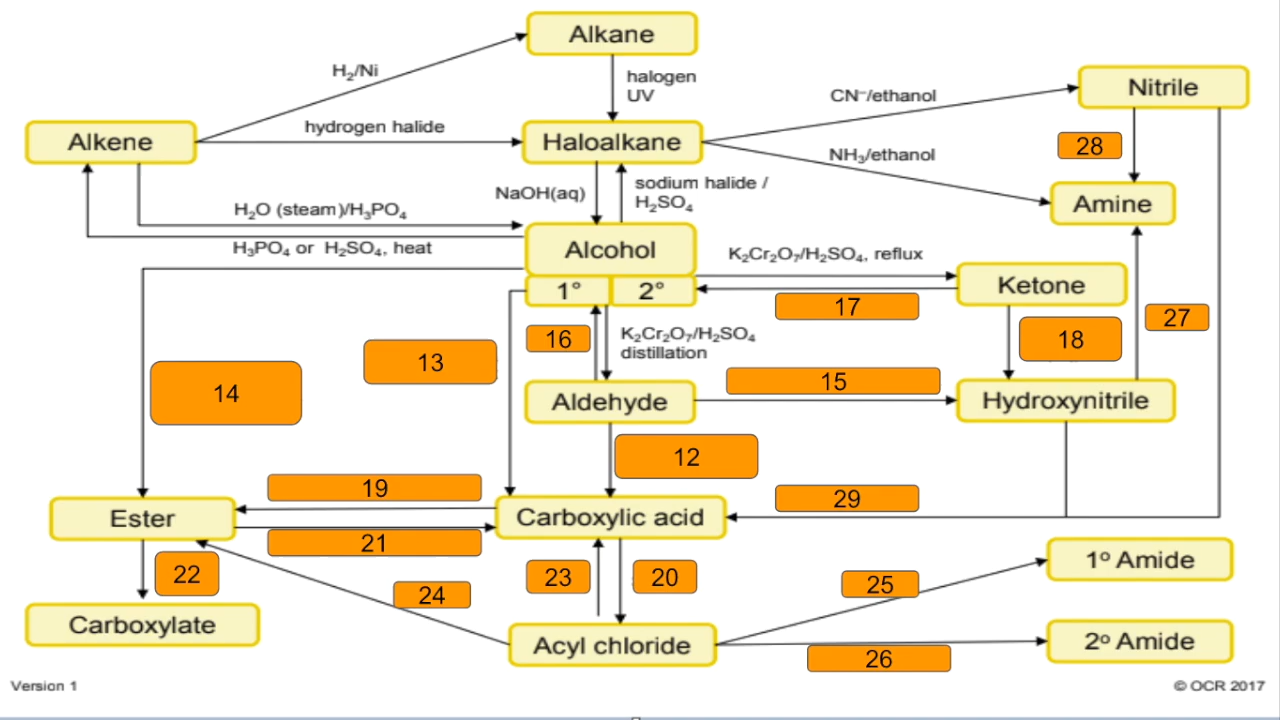 Alkane
H₂/Ni
halogen
UV
Nitrile
CN⁻/ethanol
hydrogen halide
Alkene
Haloalkane
28
NH₃/ethanol
NaOH(aq)
sodium halide /
H₂SO₄
Amine
H₂O (steam)/H₃PO₄
H₃PO₄ or H₂SO₄, heat
Alcohol
K₂Cr₂O₇/H₂SO₄, reflux
1°
2°
Ketone
17
27
16
K₂Cr₂O₇/H₂SO₄
distillation
18
13
14
15
Aldehyde
Hydroxynitrile
12
19
29
Ester
Carboxylic acid
21
22
23
20
24
25
1° Amide
Carboxylate
Acyl chloride
26
2° Amide
Version 1
© OCR 2017